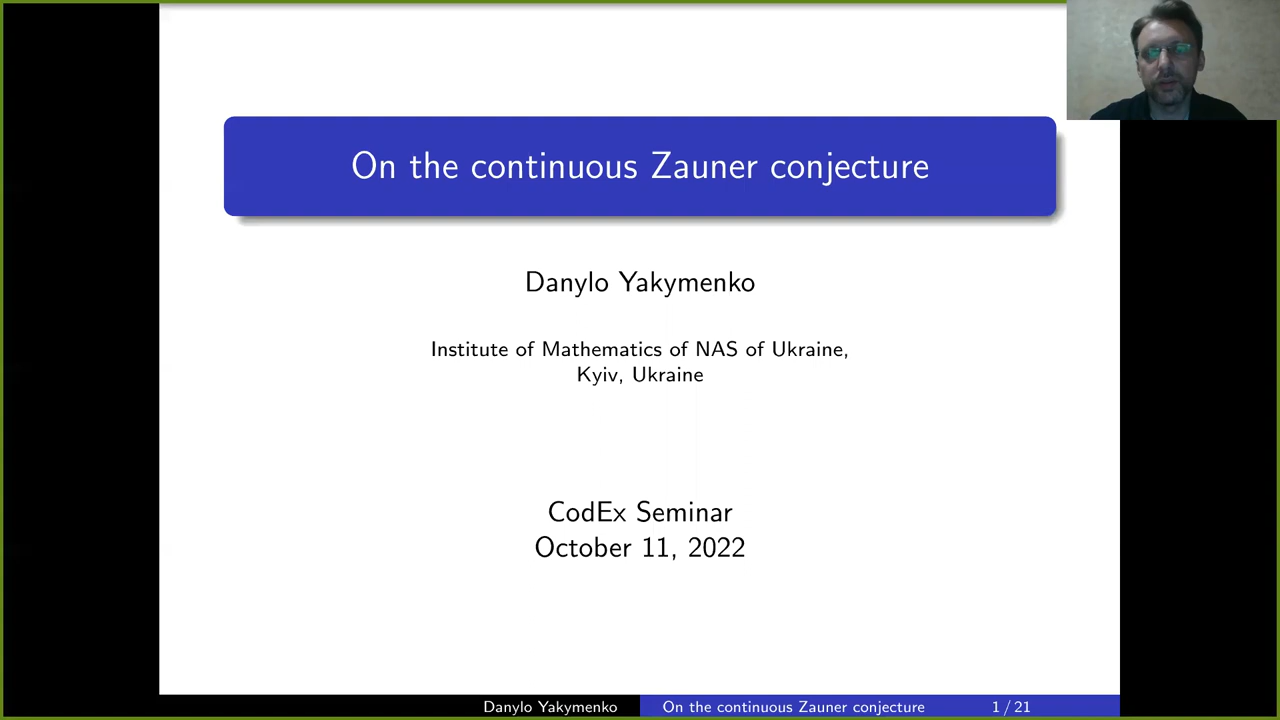 On the continuous Zauner conjecture
Danylo Yakymenko
Institute of Mathematics of NAS of Ukraine,
Kyiv, Ukraine
CodEx Seminar
October 11, 2022
Danylo Yakymenko On the continuous Zauner conjecture 1 / 21